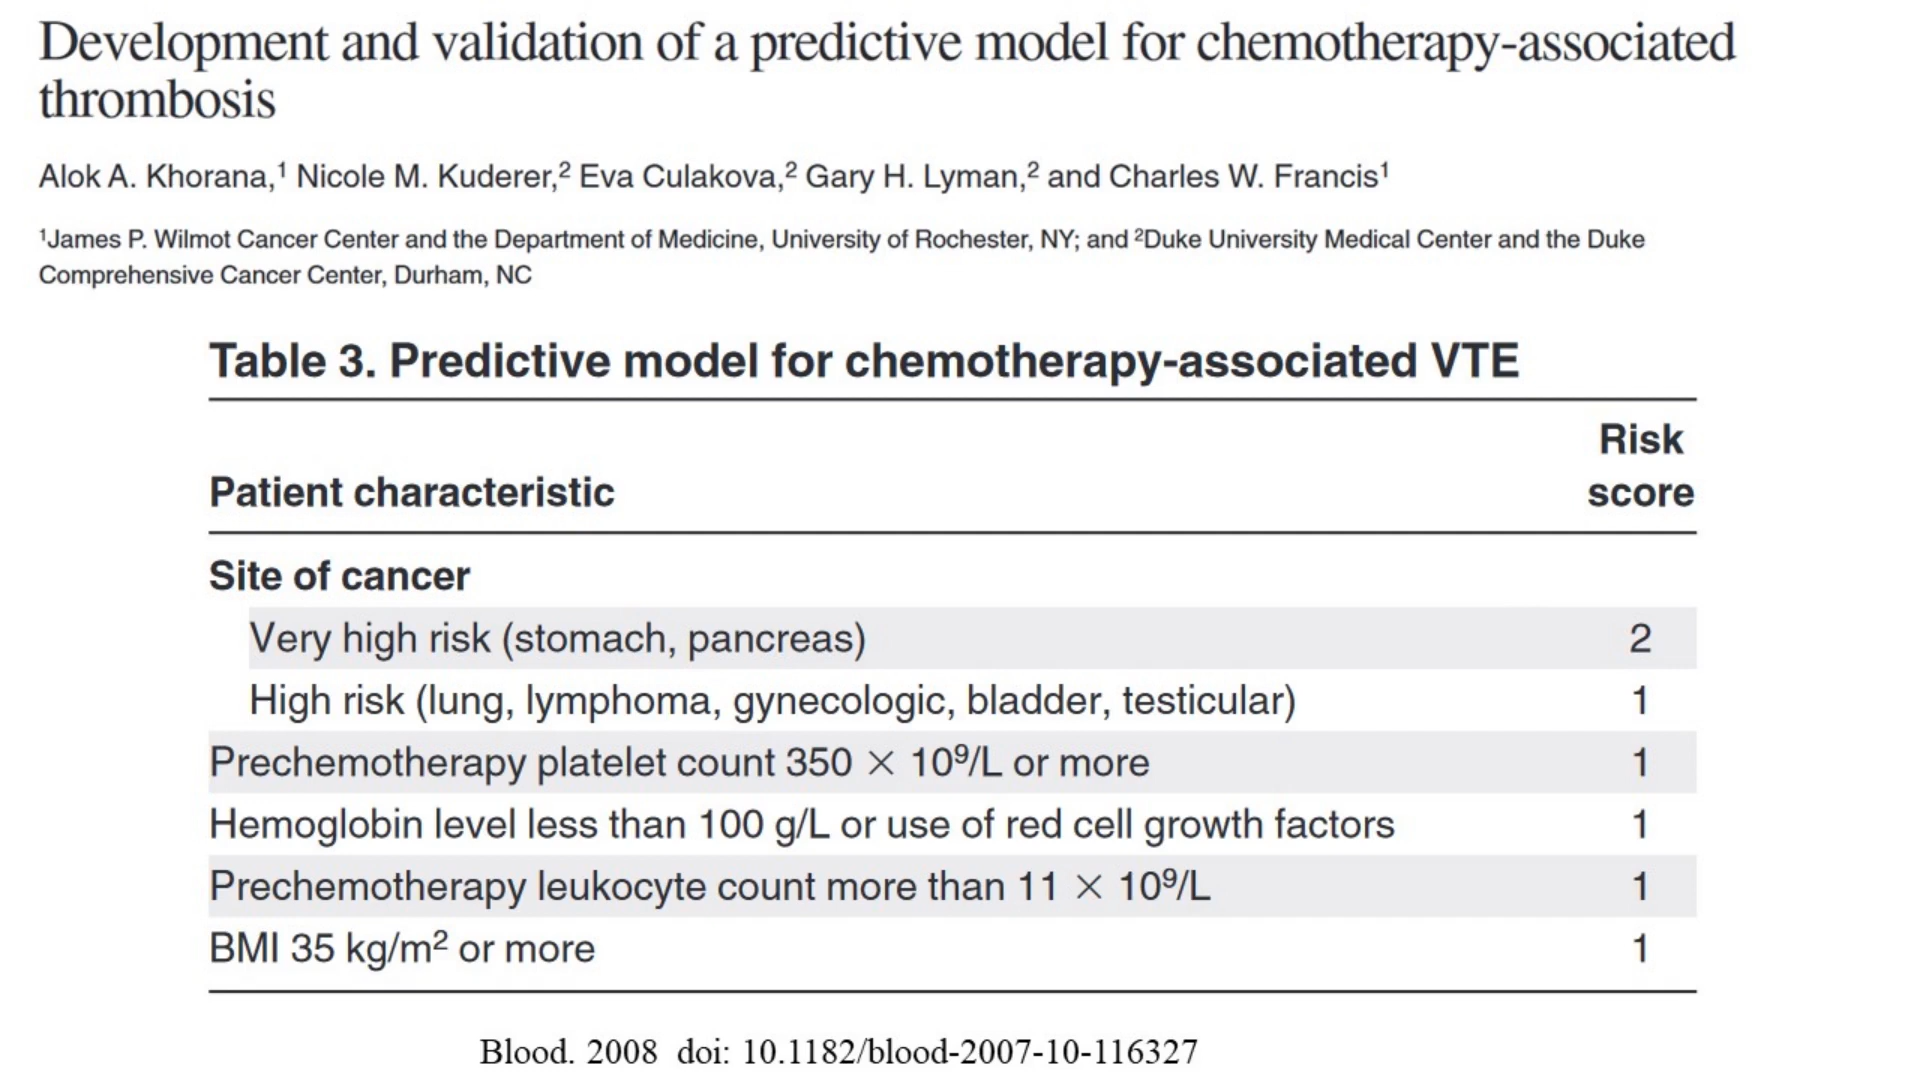 Development and validation of a predictive model for chemotherapy-associated
thrombosis
Alok A. Khorana,¹ Nicole M. Kuderer,² Eva Culakova,² Gary H. Lyman,² and Charles W. Francis¹
¹James P. Wilmot Cancer Center and the Department of Medicine, University of Rochester, NY; and ²Duke University Medical Center and the Duke
Comprehensive Cancer Center, Durham, NC
Table 3. Predictive model for chemotherapy-associated VTE
Patient characteristic Risk score
Site of cancer
Very high risk (stomach, pancreas) 2
High risk (lung, lymphoma, gynecologic, bladder, testicular) 1
Prechemotherapy platelet count 350 × 10⁹/L or more 1
Hemoglobin level less than 100 g/L or use of red cell growth factors 1
Prechemotherapy leukocyte count more than 11 × 10⁹/L 1
BMI 35 kg/m² or more 1
Blood. 2008 doi: 10.1182/blood-2007-10-116327